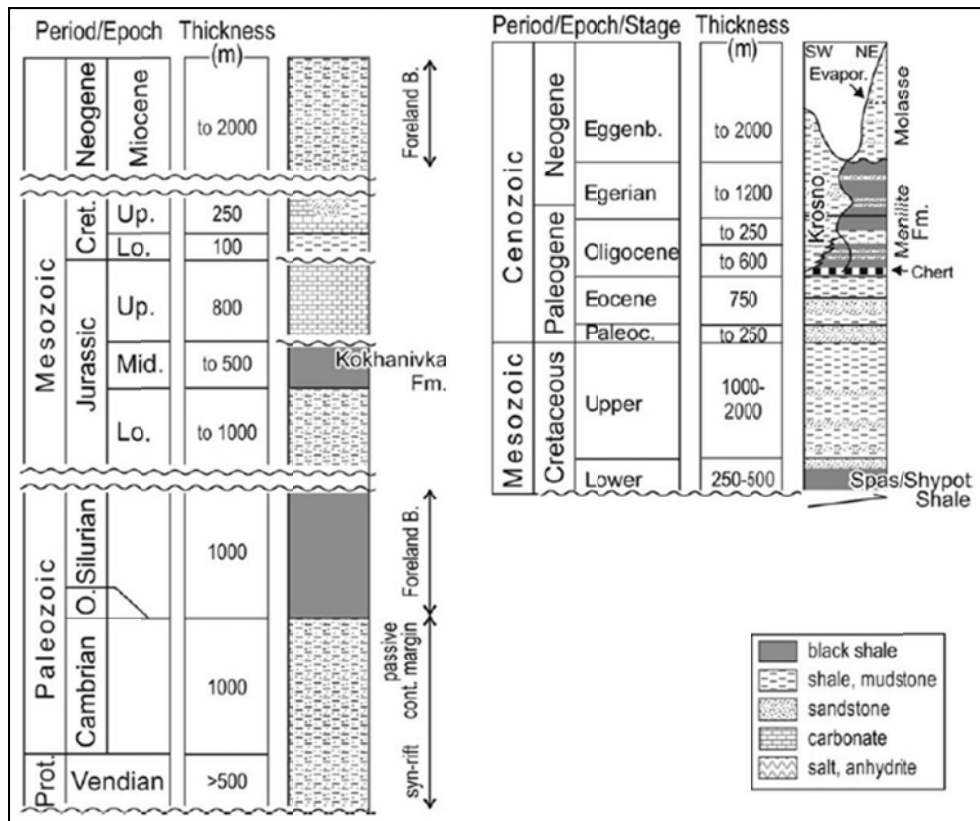 Period/Epoch Thickness
(m)
Neogene
Miocene
to 2000
Foreland B.
Mesozoic
Cret.
Up.
250
Lo.
100
Jurassic
Up.
800
Mid.
to 500
Kokhanivka
Fm.
Lo.
to 1000
Paleozoic
Silurian
1000
Foreland B.
O.
Cambrian
1000
passive
cont. margin
Prot.
Vendian
>500
syn-rift
Period/Epoch/Stage Thickness
(m)
SW NE
Evapor.
Molasse
Cenozoic
Neogene
Eggenb.
to 2000
Egerian
to 1200
Krosno
Menilite
Fm.
Paleogene
Oligocene
to 250
to 600
Chert
Eocene
750
Paleoc.
to 250
Mesozoic
Cretaceous
Upper
1000-
2000
Lower
250-500
Spas/Shypot
Shale
black shale
shale, mudstone
sandstone
carbonate
salt, anhydrite